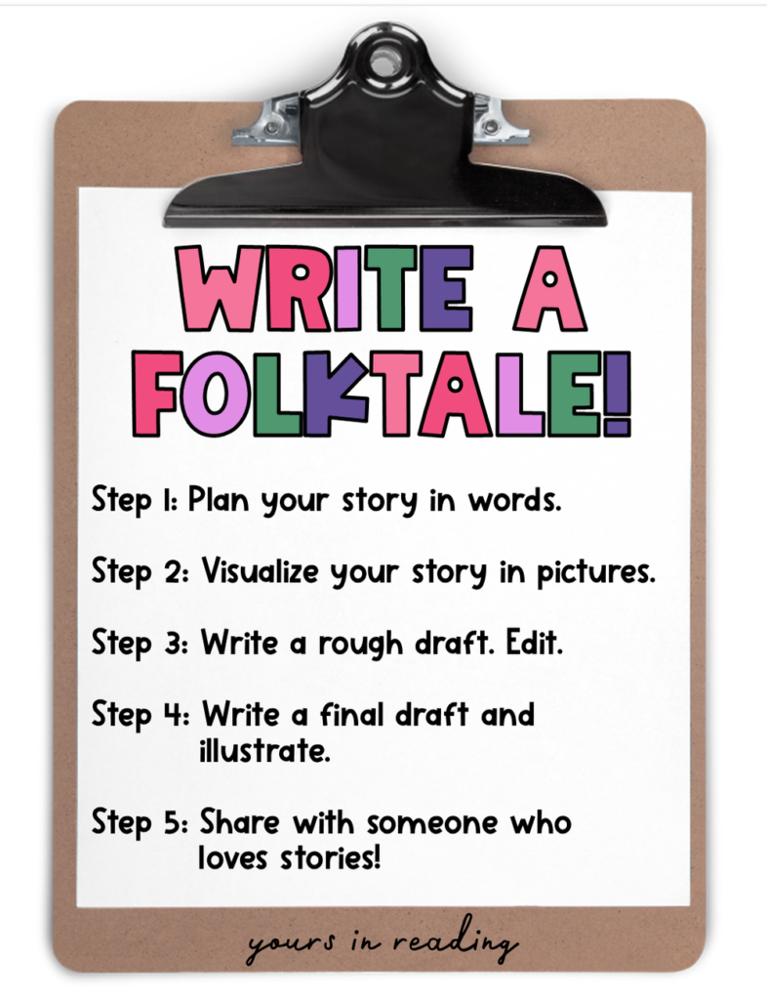 WRITE A
FOLKTALE!
Step 1: Plan your story in words.
Step 2: Visualize your story in pictures.
Step 3: Write a rough draft. Edit.
Step 4: Write a final draft and
illustrate.
Step 5: Share with someone who
loves stories!
yours in reading